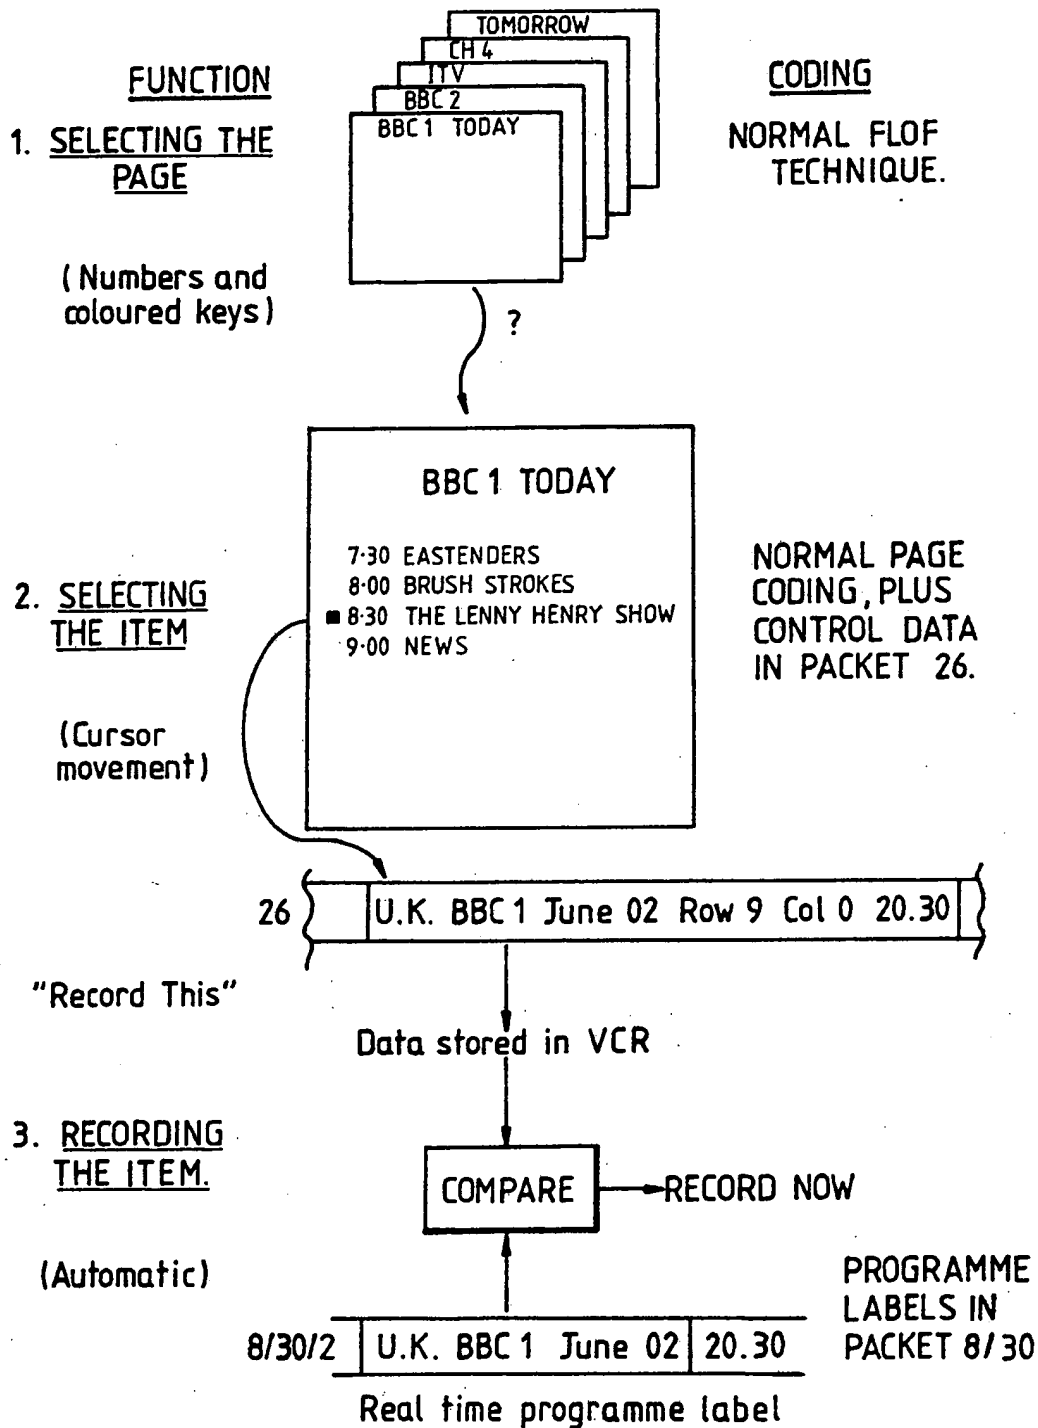 TOMORROW
CH 4
ITV
BBC 2
BBC 1 TODAY
FUNCTION
CODING
1. SELECTING THE
PAGE
NORMAL FLOF
TECHNIQUE.
(Numbers and
coloured keys)
?
BBC 1 TODAY
7·30 EASTENDERS
8·00 BRUSH STROKES
8·30 THE LENNY HENRY SHOW
9·00 NEWS
2. SELECTING
THE ITEM
NORMAL PAGE
CODING, PLUS
CONTROL DATA
IN PACKET 26.
(Cursor
movement)
26 U.K. BBC 1 June 02 Row 9 Col 0 20.30
"Record This"
Data stored in VCR
3. RECORDING
THE ITEM.
COMPARE RECORD NOW
(Automatic)
PROGRAMME
LABELS IN
PACKET 8/30
8/30/2 U.K. BBC 1 June 02 20.30
Real time programme label